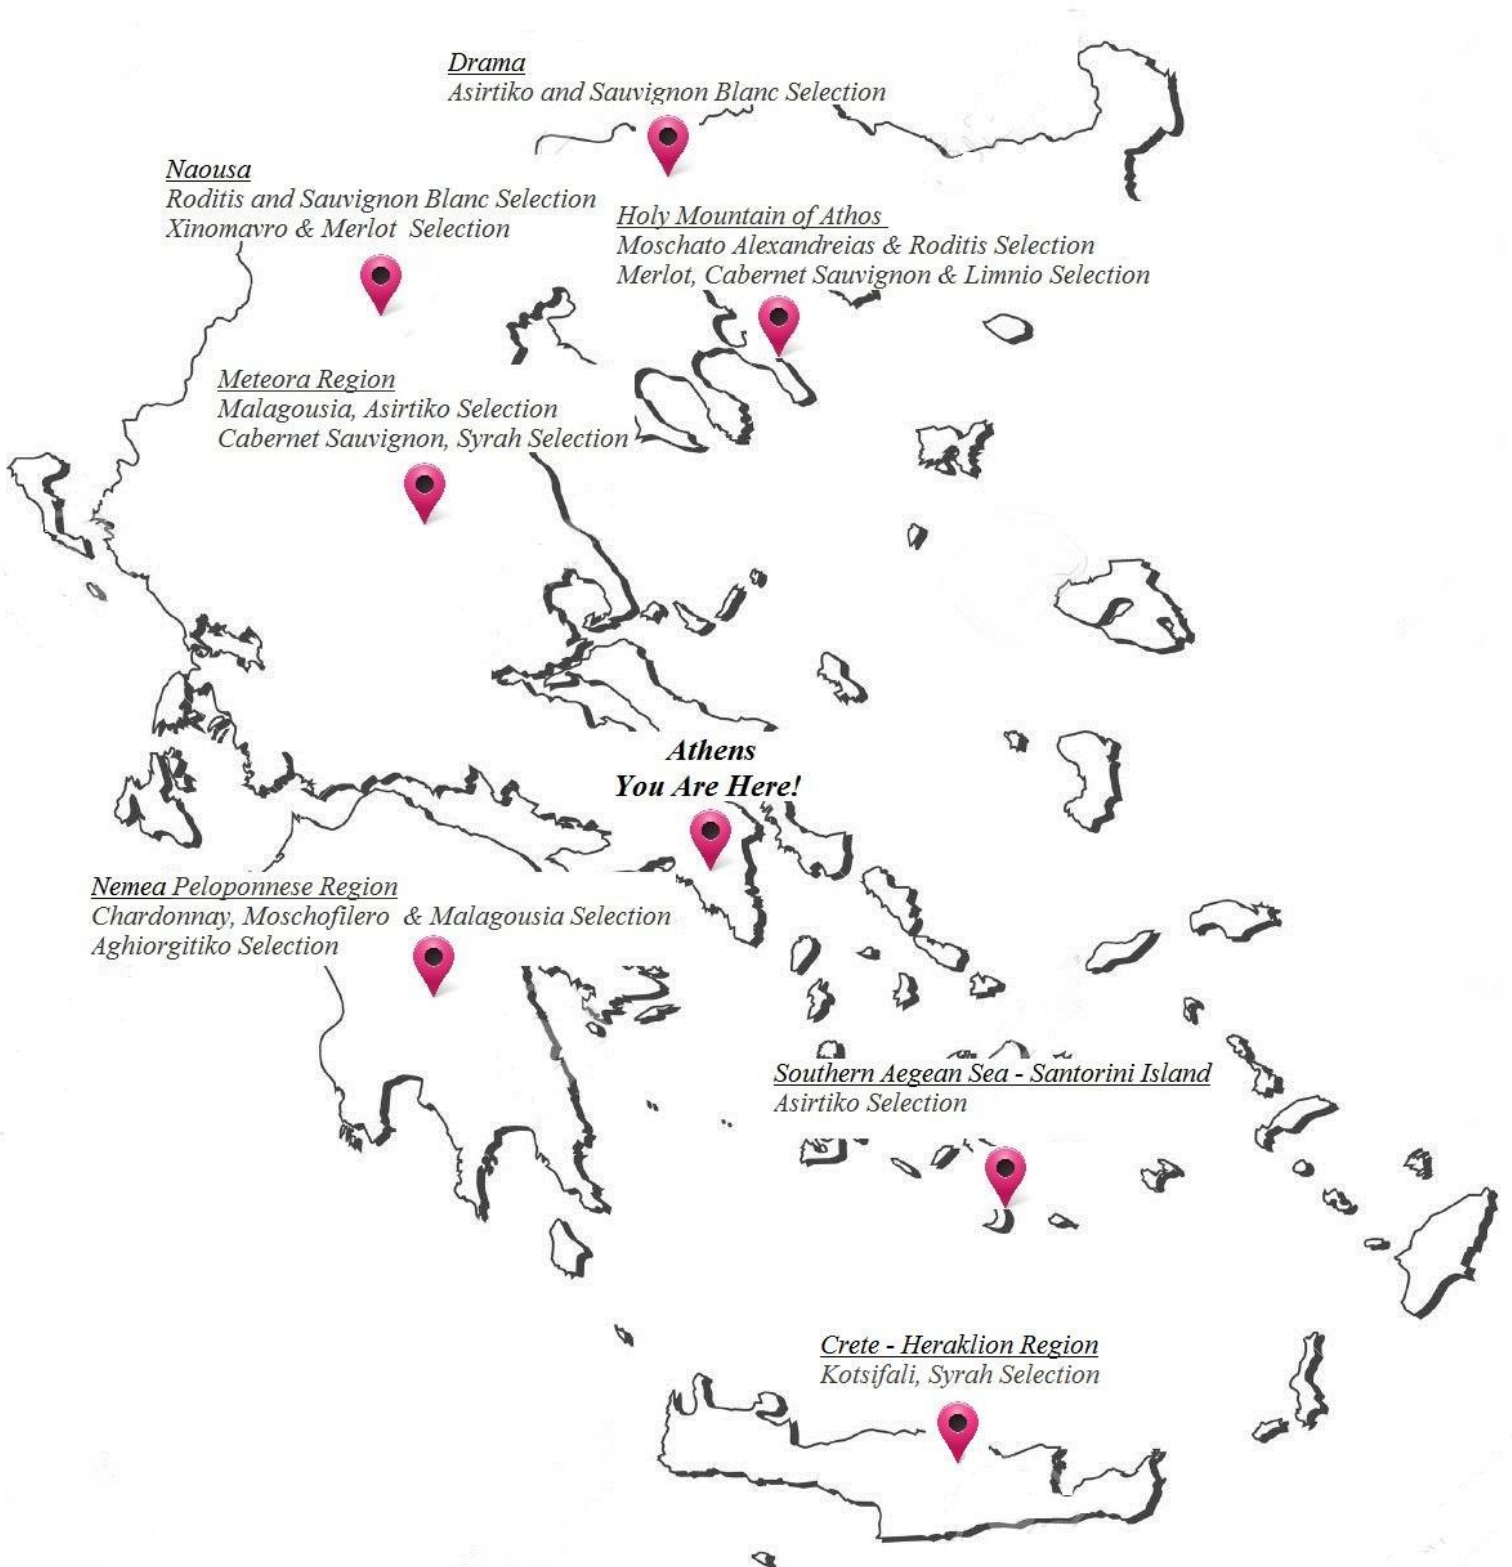 Drama
Asirtiko and Sauvignon Blanc Selection
Naousa
Roditis and Sauvignon Blanc Selection
Xinomavro & Merlot Selection
Holy Mountain of Athos
Moschato Alexandreias & Roditis Selection
Merlot, Cabernet Sauvignon & Limnio Selection
Meteora Region
Malagousia, Asirtiko Selection
Cabernet Sauvignon, Syrah Selection
Athens
You Are Here!
Nemea Peloponnese Region
Chardonnay, Moschofilero & Malagousia Selection
Aghiorgitiko Selection
Southern Aegean Sea - Santorini Island
Asirtiko Selection
Crete - Heraklion Region
Kotsifali, Syrah Selection